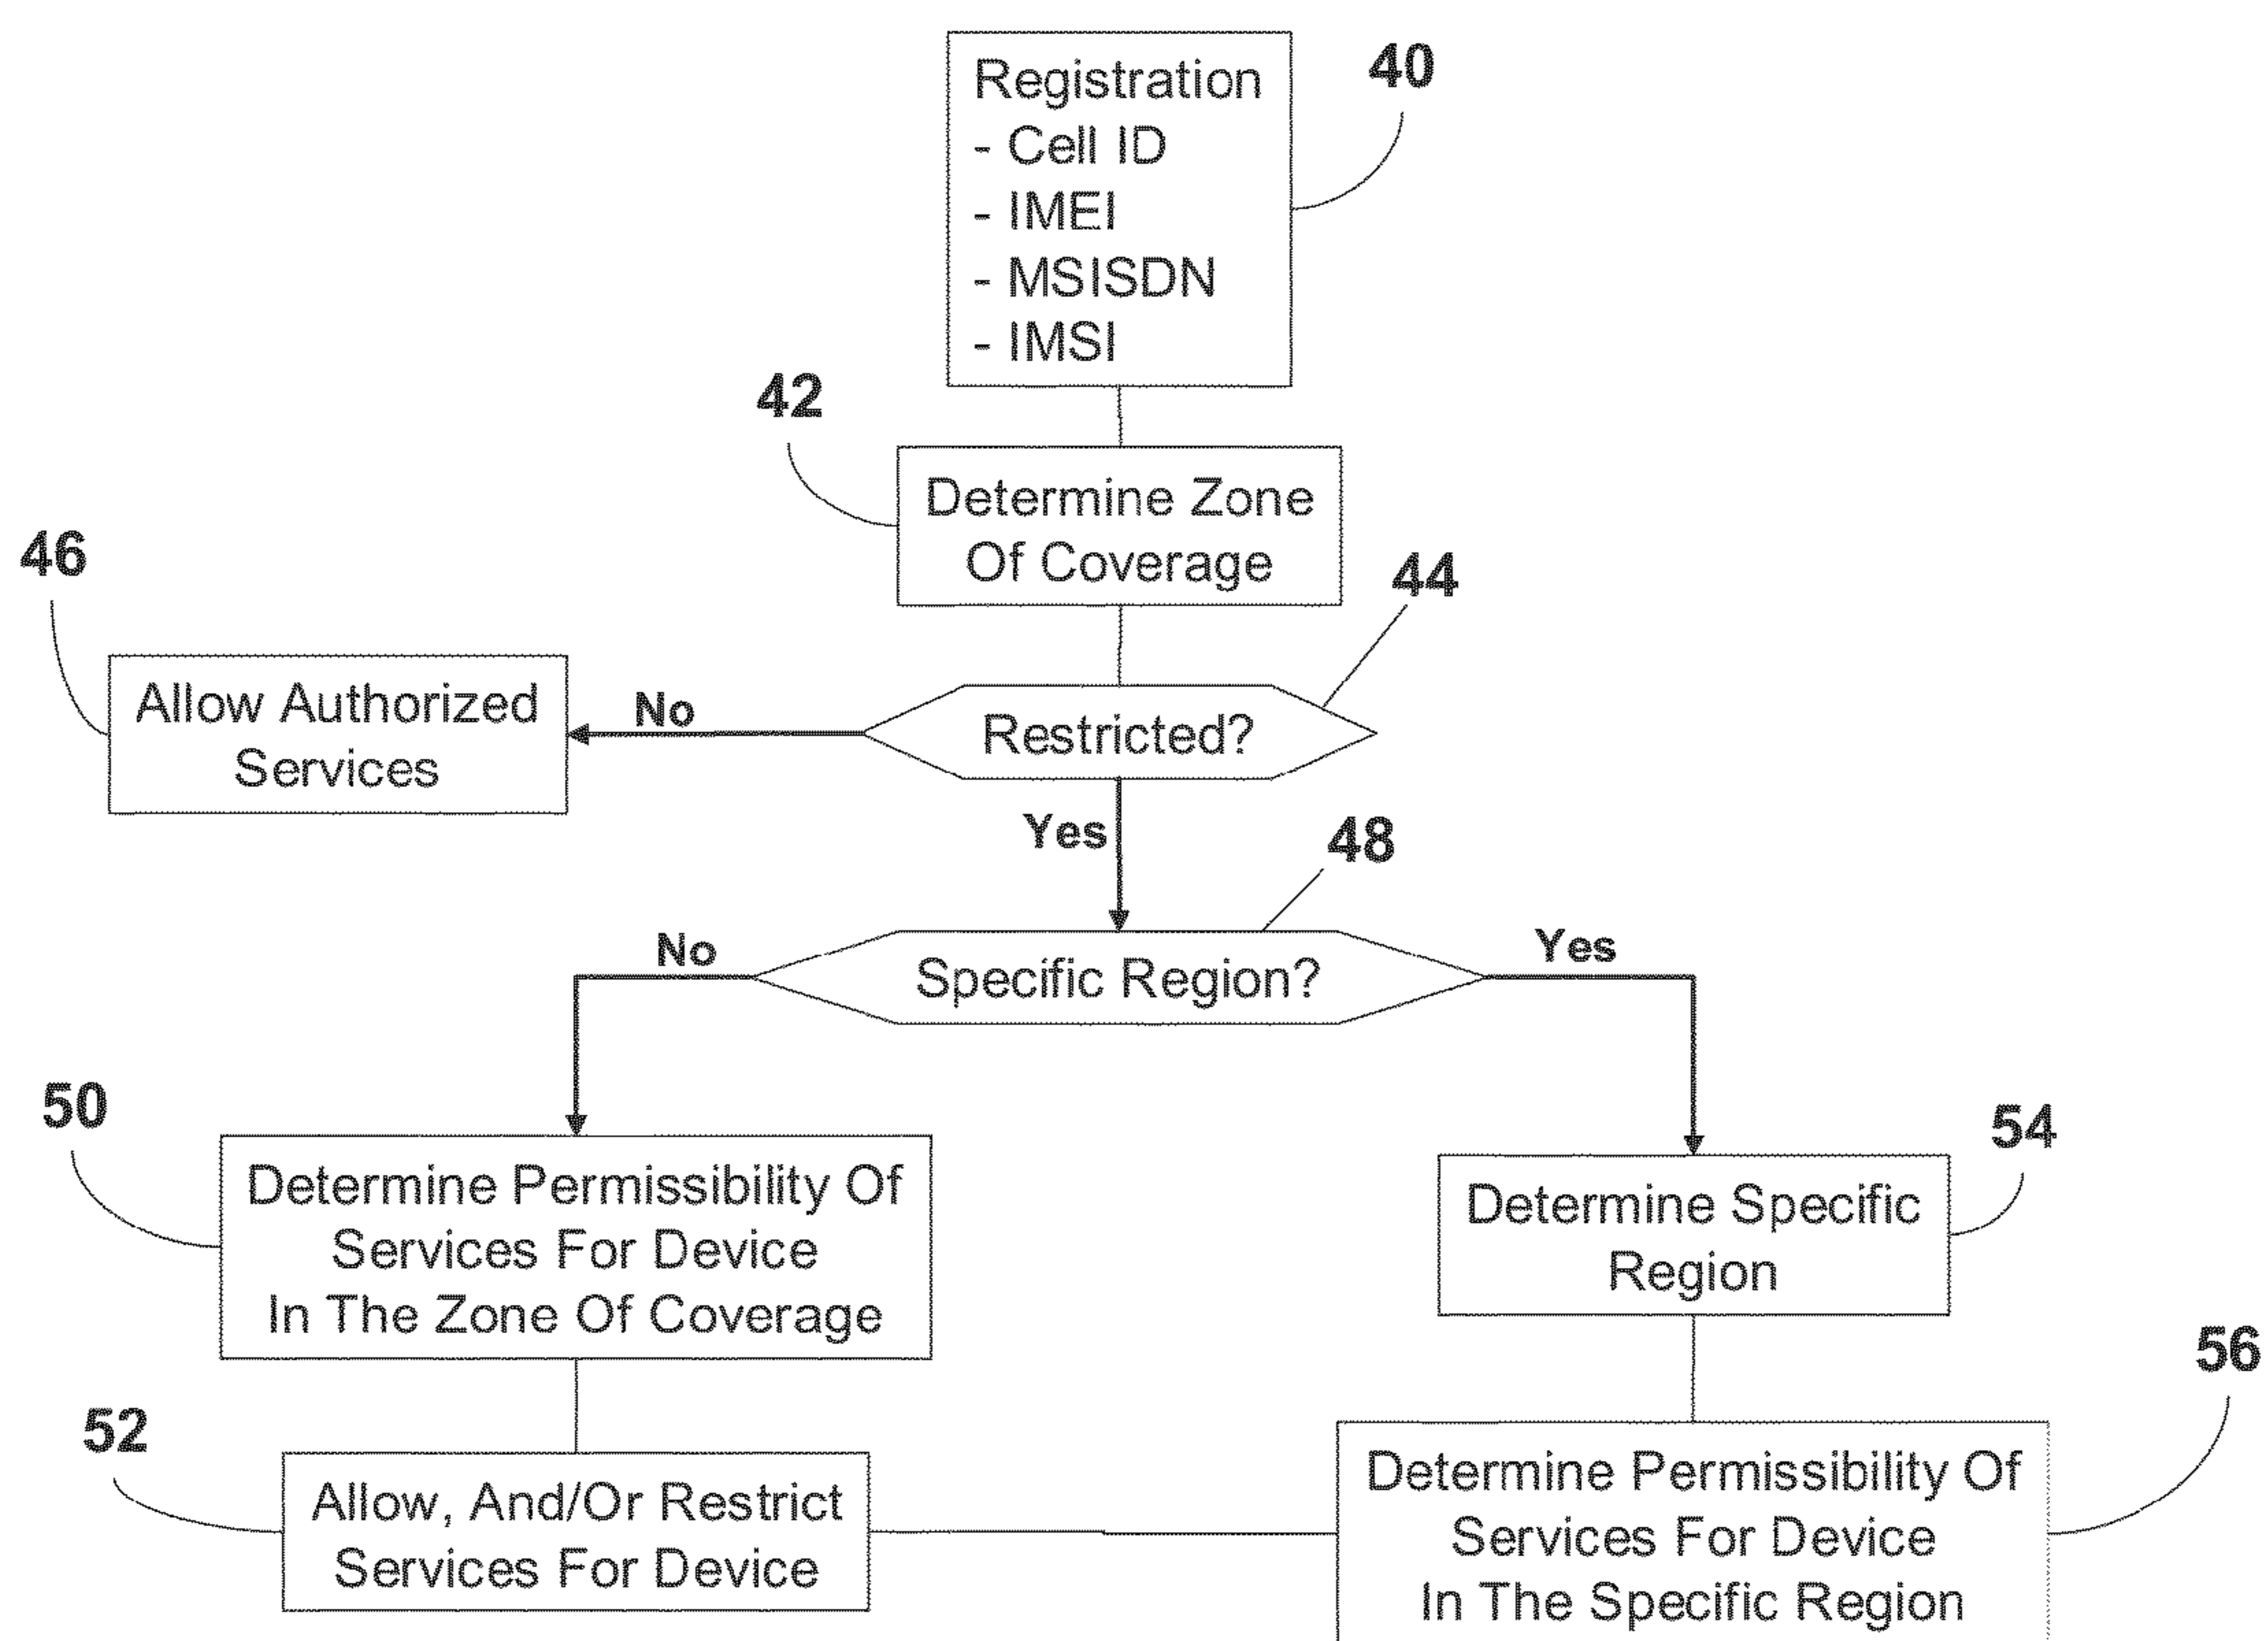 Registration
- Cell ID
- IMEI
- MSISDN
- IMSI
40
42
Determine Zone
Of Coverage
44
46
Allow Authorized
Services
No
Restricted?
Yes
48
No
Specific Region?
Yes
50
Determine Permissibility Of
Services For Device
In The Zone Of Coverage
54
Determine Specific
Region
52
Allow, And/Or Restrict
Services For Device
56
Determine Permissibility Of
Services For Device
In The Specific Region